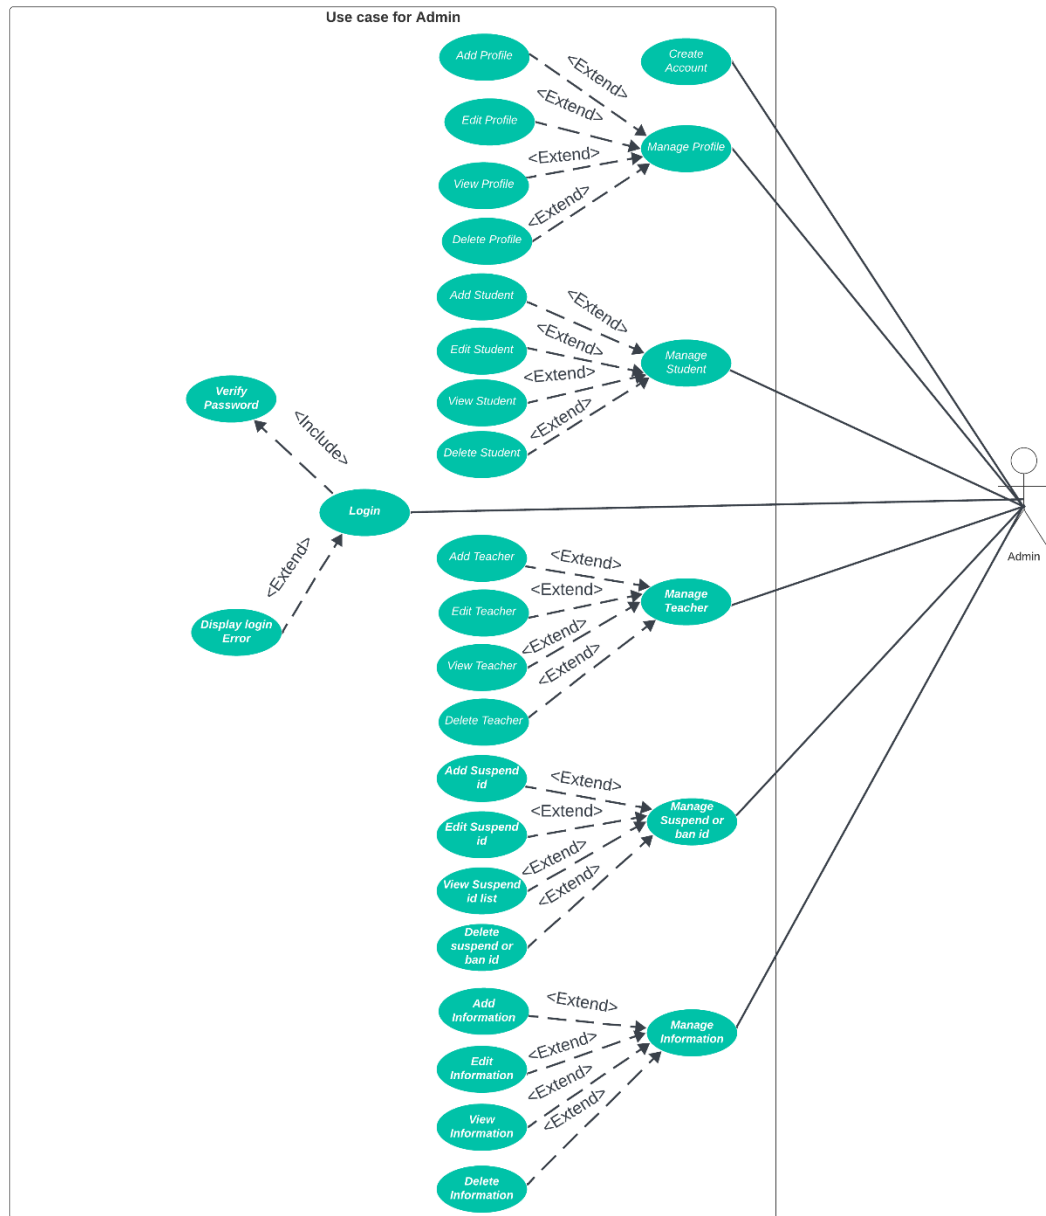 Use case for Admin
Add Profile
<Extend>
Create
Account
Edit Profile
<Extend>
Manage Profile
View Profile
<Extend>
Delete Profile
<Extend>
Add Student
<Extend>
Edit Student
<Extend>
Manage
Student
View Student
<Extend>
Delete Student
<Extend>
Verify
Password
<Include>
Login
Admin
<Extend>
Display login
Error
Add Teacher
<Extend>
Edit Teacher
<Extend>
Manage
Teacher
View Teacher
<Extend>
Delete Teacher
<Extend>
Add Suspend
id
<Extend>
Edit Suspend
id
<Extend>
Manage
Suspend or
ban id
View Suspend
id list
<Extend>
Delete
suspend or
ban id
<Extend>
Add
Information
<Extend>
Manage
Information
Edit
Information
<Extend>
View
Information
<Extend>
Delete
Information
<Extend>